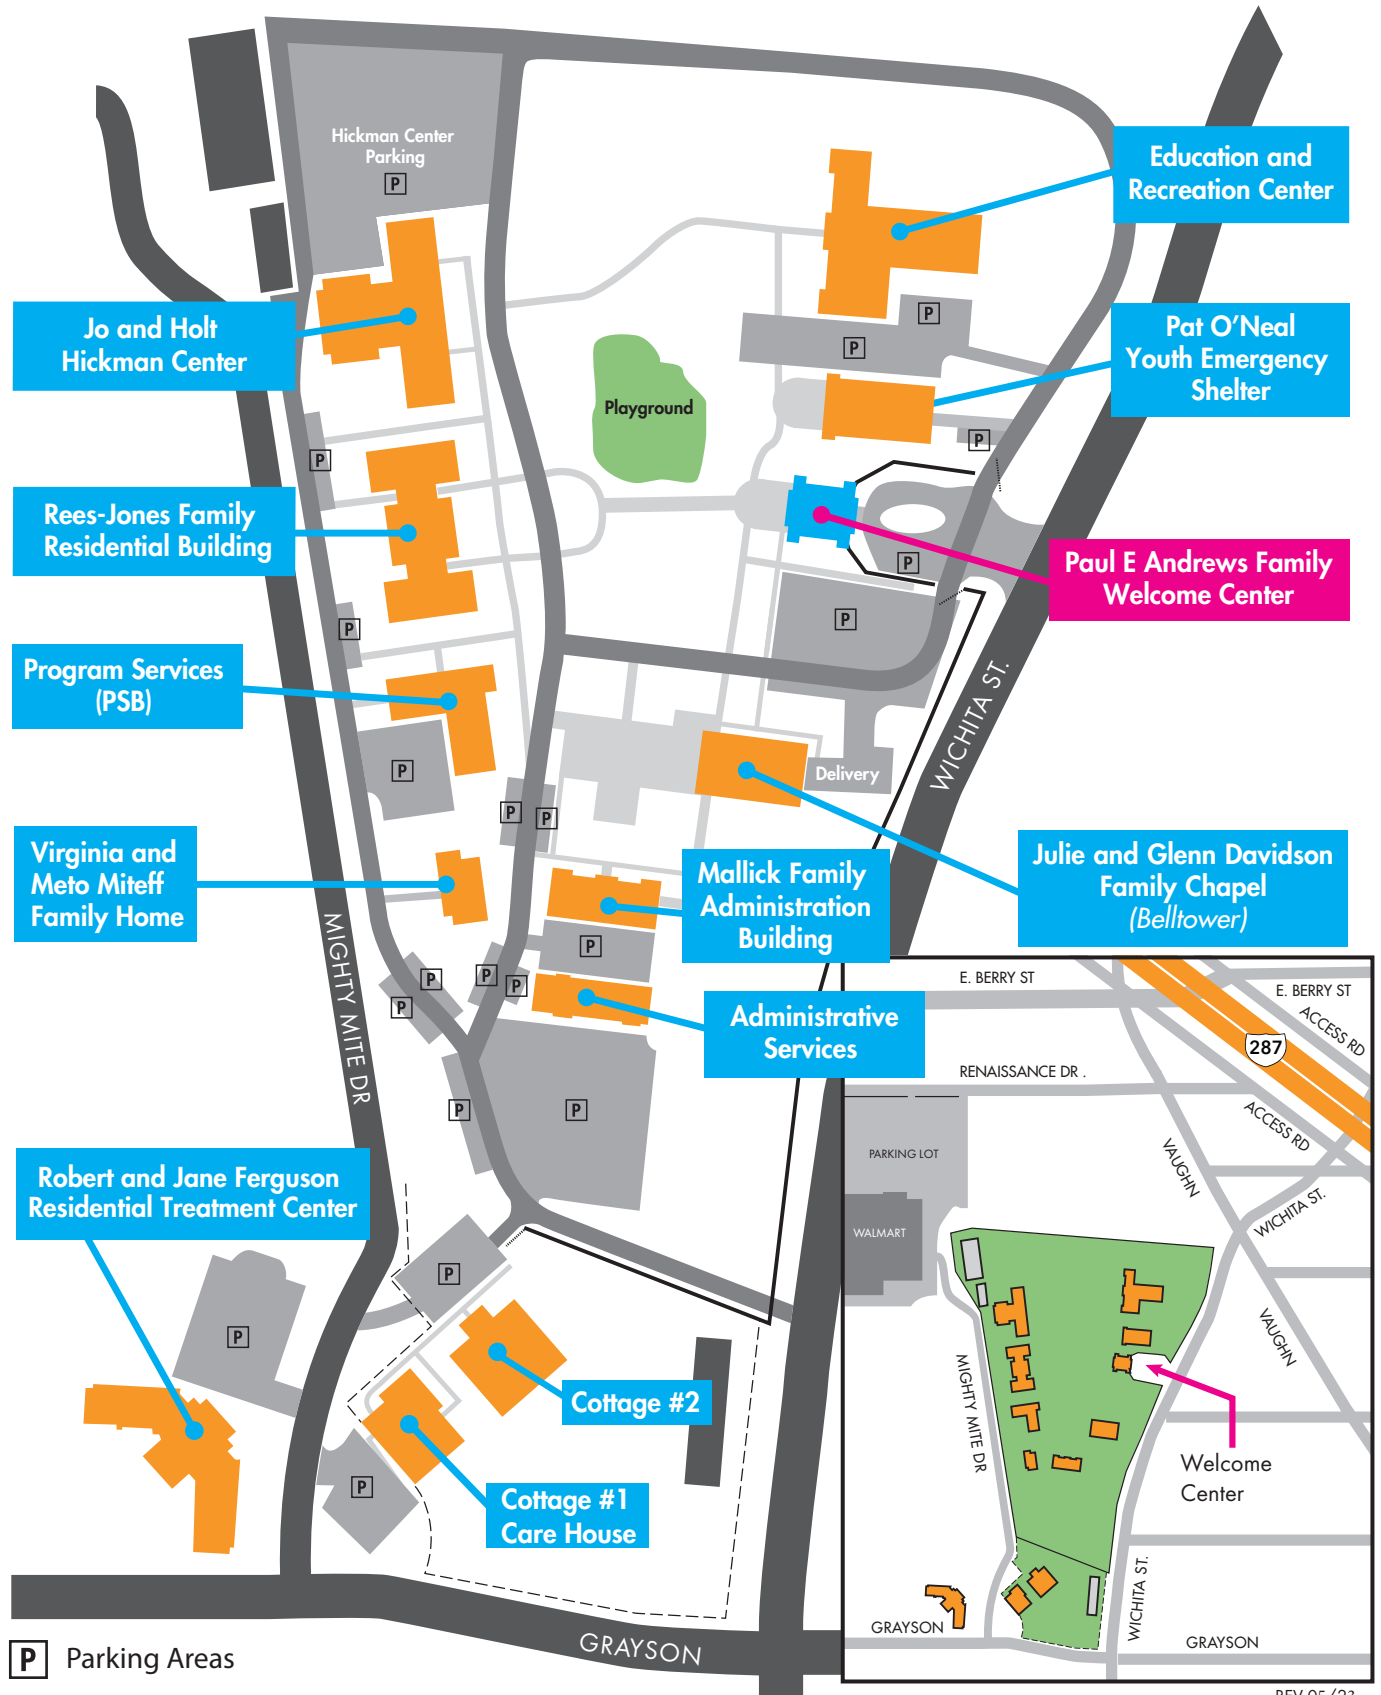 Hickman Center
Parking
P
Education and
Recreation Center
Jo and Holt
Hickman Center
P
P
Pat O'Neal
Youth Emergency
Shelter
Playground
P
P
Rees-Jones Family
Residential Building
P
Paul E Andrews Family
Welcome Center
P
P
Program Services
(PSB)
WICHITA ST.
P
Delivery
P
P
Virginia and
Meto Miteff
Family Home
Mallick Family
Administration
Building
Julie and Glenn Davidson
Family Chapel
(Belltower)
MIGHTY MITE DR
P
P
P
P
P
Administrative
Services
P
P
Robert and Jane Ferguson
Residential Treatment Center
P
P
Cottage #2
P
Cottage #1
Care House
GRAYSON
P Parking Areas
E. BERRY ST
E. BERRY ST
ACCESS RD
287
RENAISSANCE DR .
ACCESS RD
PARKING LOT
VAUGHN
WICHITA ST.
WALMART
VAUGHN
MIGHTY MITE DR
Welcome
Center
WICHITA ST.
GRAYSON
GRAYSON
REV 05/23